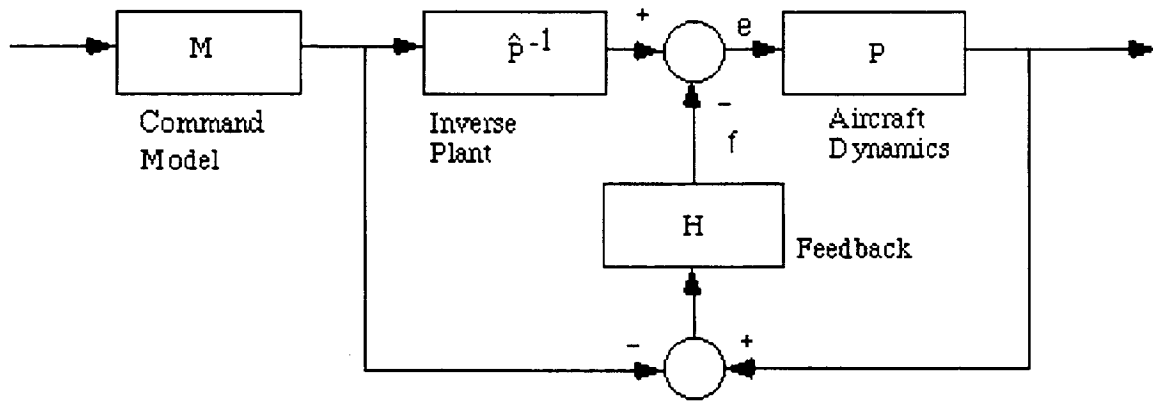 M
P̂⁻¹
+
e
P
Command
Model
Inverse
Plant
−
f
Aircraft
Dynamics
H
Feedback
−
+